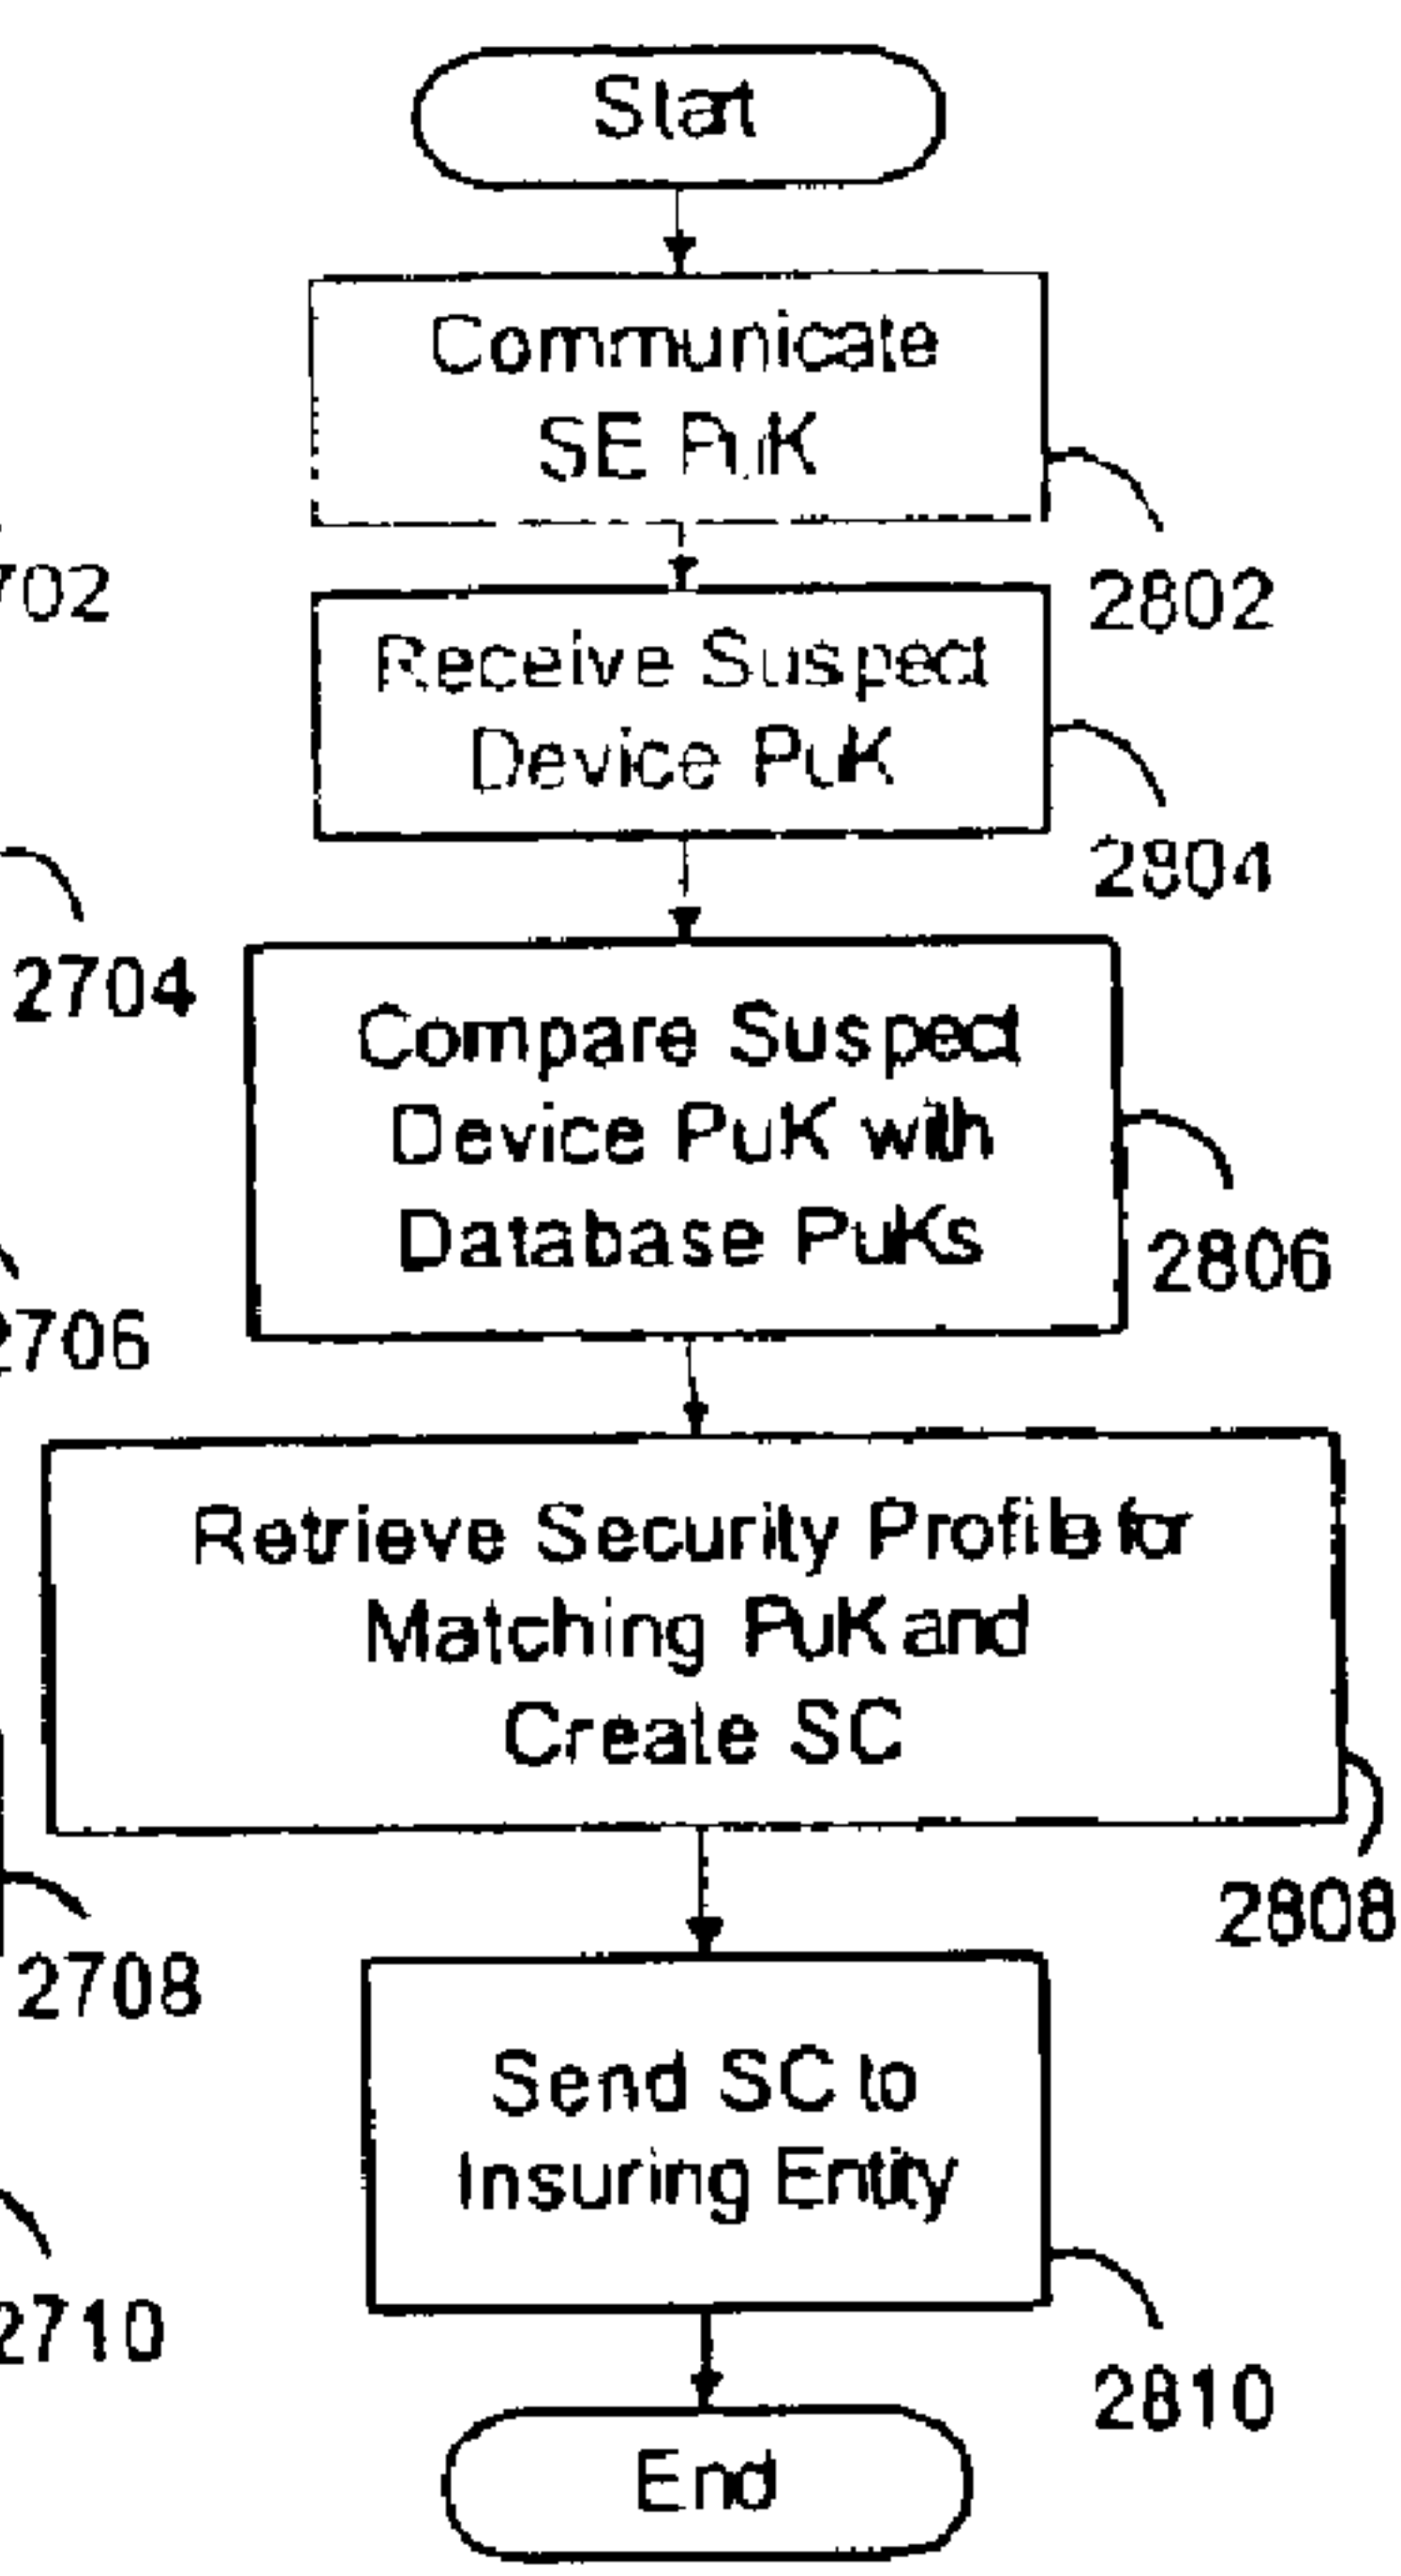 Start
Communicate
SE PuK
2802
702
Receive Suspect
Device PuK
2804
2704
Compare Suspect
Device PuK with
Database PuKs
2806
2706
Retrieve Security Profile for
Matching PuK and
Create SC
2808
2708
Send SC to
Insuring Entity
2810
2710
End